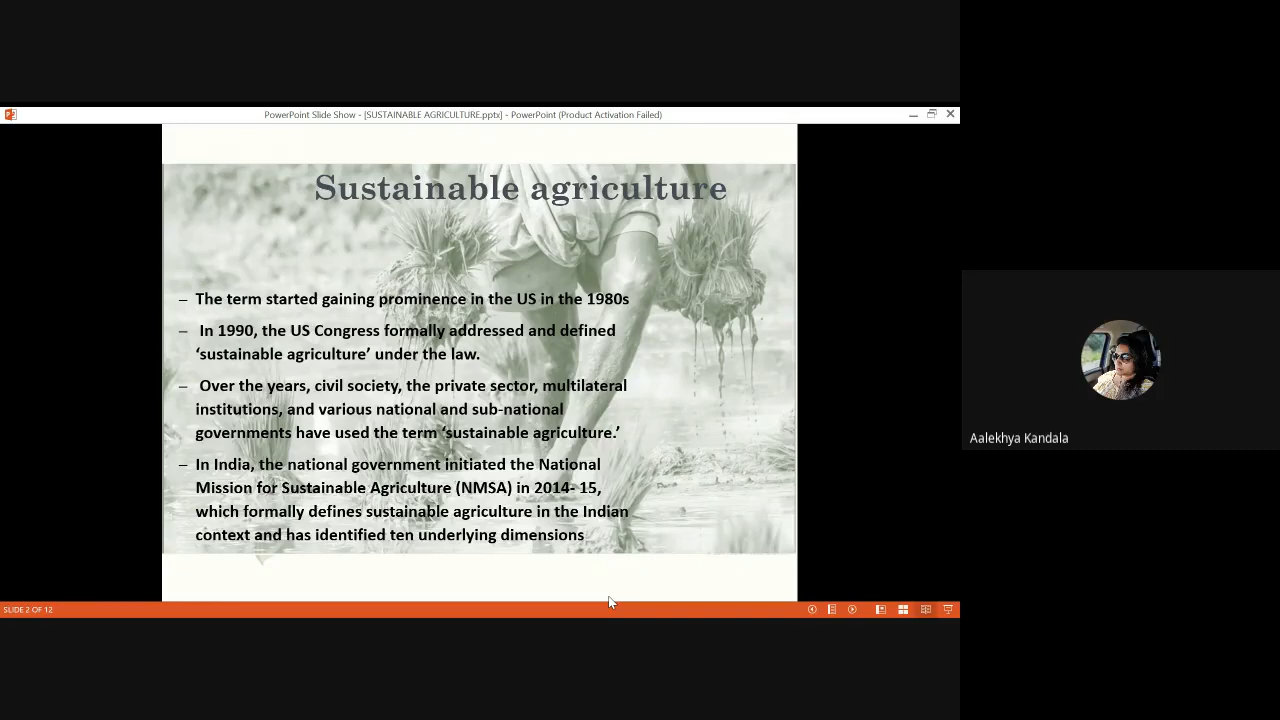 PowerPoint Slide Show - [SUSTAINABLE AGRICULTURE.pptx] - PowerPoint (Product Activation Failed)
Sustainable agriculture
– The term started gaining prominence in the US in the 1980s
– In 1990, the US Congress formally addressed and defined
‘sustainable agriculture’ under the law.
– Over the years, civil society, the private sector, multilateral
institutions, and various national and sub-national
governments have used the term ‘sustainable agriculture.’
– In India, the national government initiated the National
Mission for Sustainable Agriculture (NMSA) in 2014- 15,
which formally defines sustainable agriculture in the Indian
context and has identified ten underlying dimensions
Aalekhya Kandala
SLIDE 2 OF 12